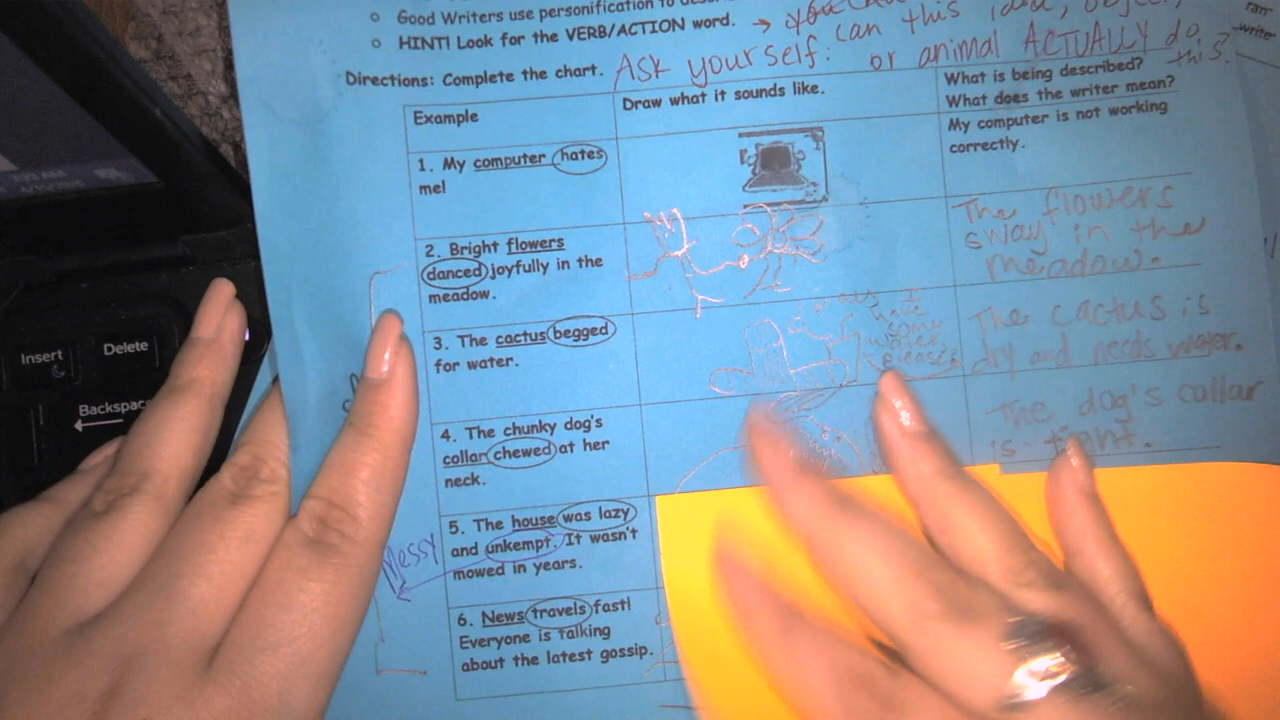 Good Writers use personification to
HINT! Look for the VERB/ACTION word. →
can this idea, object,
Ask yourself: or animal ACTUALLY do this?
Directions: Complete the chart.
Example
Draw what it sounds like.
What is being described?
What does the writer mean?
1. My computer hates
me!
My computer is not working
correctly.
2. Bright flowers
danced joyfully in the
meadow.
The flowers
sway in the
meadow.
3. The cactus begged
for water.
I
have
some
water,
please?
The cactus is
dry and needs water.
4. The chunky dog's
collar chewed at her
neck.
The dog's collar
is tight.
5. The house was lazy
and unkempt. It wasn't
mowed in years.
Messy
6. News travels fast!
Everyone is talking
about the latest gossip.
Insert
Delete
Backspac